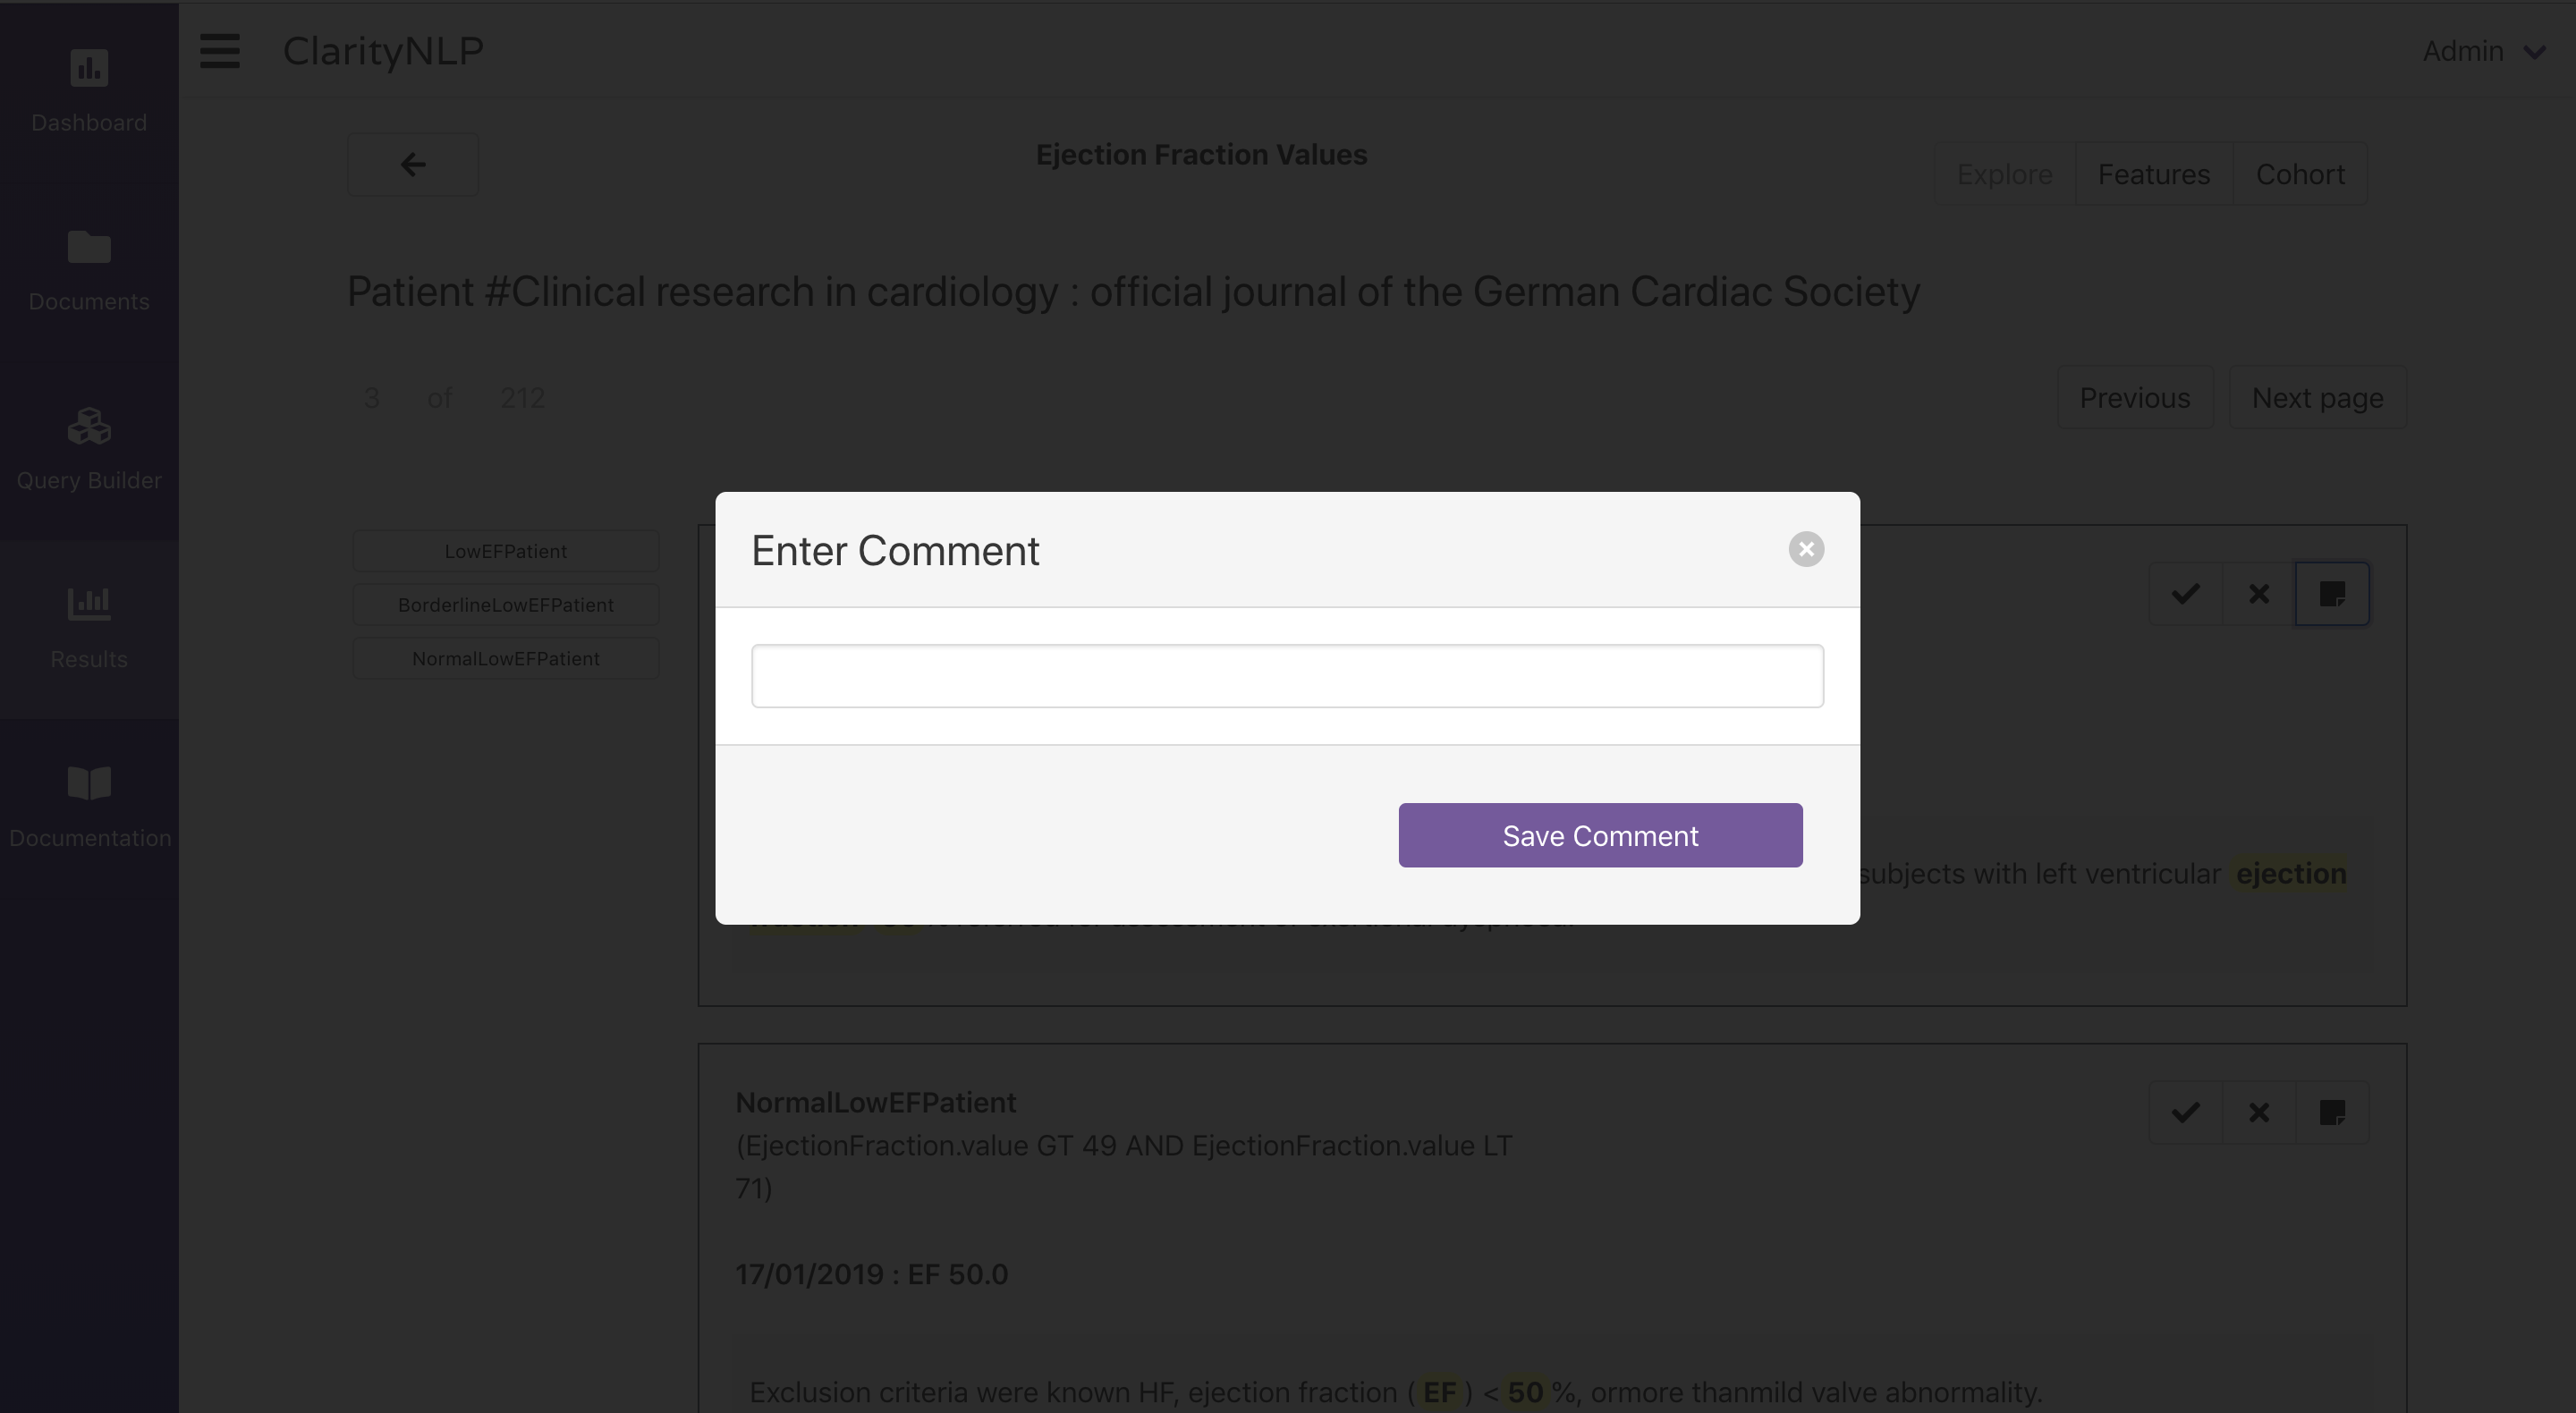 ClarityNLP
Admin
Dashboard
Documents
Query Builder
Results
Documentation
Ejection Fraction Values
Explore
Features
Cohort
Patient #Clinical research in cardiology : official journal of the German Cardiac Society
3 of 212
Previous
Next page
LowEFPatient
BorderlineLowEFPatient
NormalLowEFPatient
Enter Comment
Save Comment
subjects with left ventricular ejection
NormalLowEFPatient
(EjectionFraction.value GT 49 AND EjectionFraction.value LT
71)
17/01/2019 : EF 50.0
Exclusion criteria were known HF, ejection fraction ( EF ) < 50 %, ormore thanmild valve abnormality.